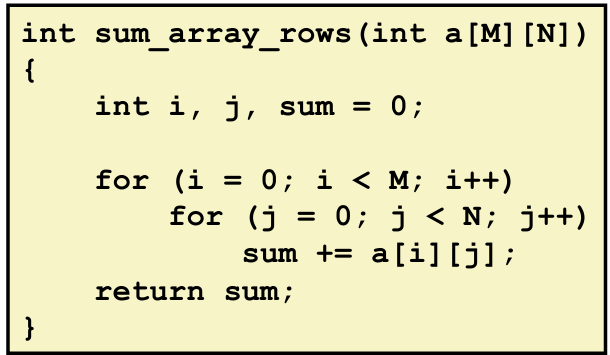 int sum_array_rows(int a[M][N])
{
    int i, j, sum = 0;

    for (i = 0; i < M; i++)
        for (j = 0; j < N; j++)
            sum += a[i][j];
    return sum;
}